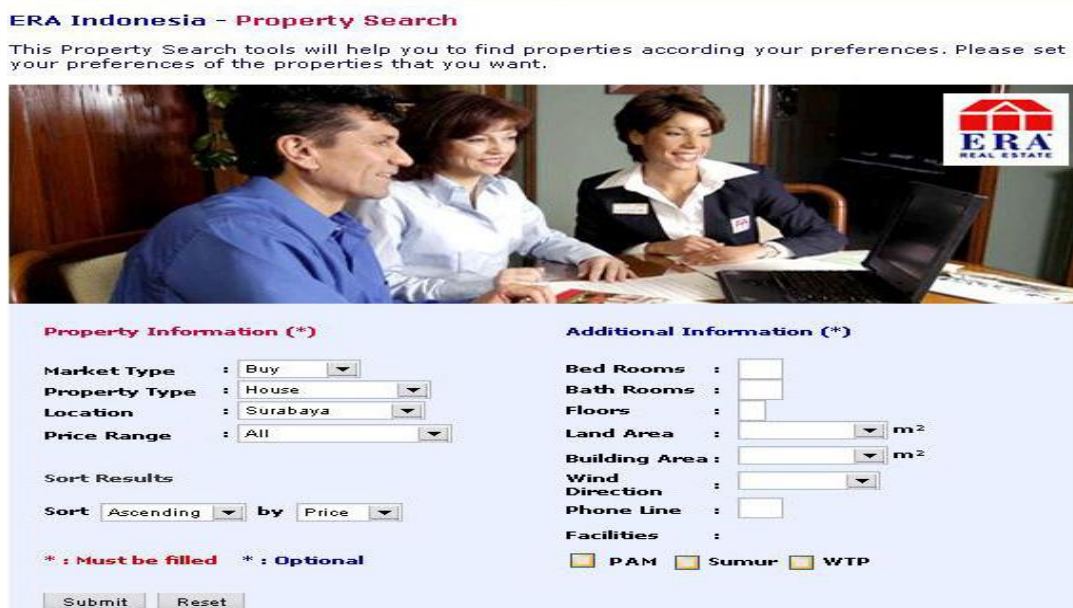 ERA Indonesia - Property Search
This Property Search tools will help you to find properties according your preferences. Please set
your preferences of the properties that you want.
ERA
REAL ESTATE
Property Information (*)
Market Type : Buy
Property Type : House
Location : Surabaya
Price Range : All
Sort Results
Sort Ascending by Price
* : Must be filled * : Optional
Submit Reset
Additional Information (*)
Bed Rooms :
Bath Rooms :
Floors :
Land Area : m²
Building Area : m²
Wind
Direction :
Phone Line :
Facilities :
PAM Sumur WTP